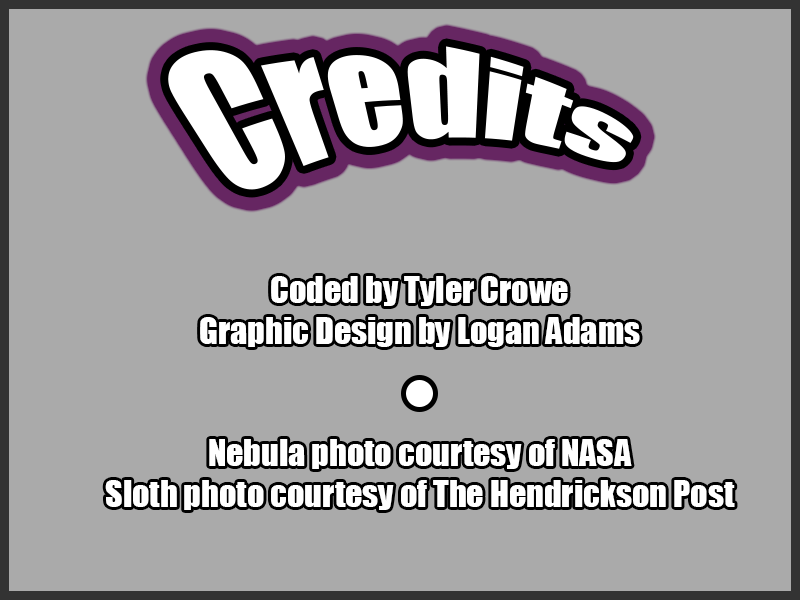 Credits
Coded by Tyler Crowe
Graphic Design by Logan Adams
Nebula photo courtesy of NASA
Sloth photo courtesy of The Hendrickson Post